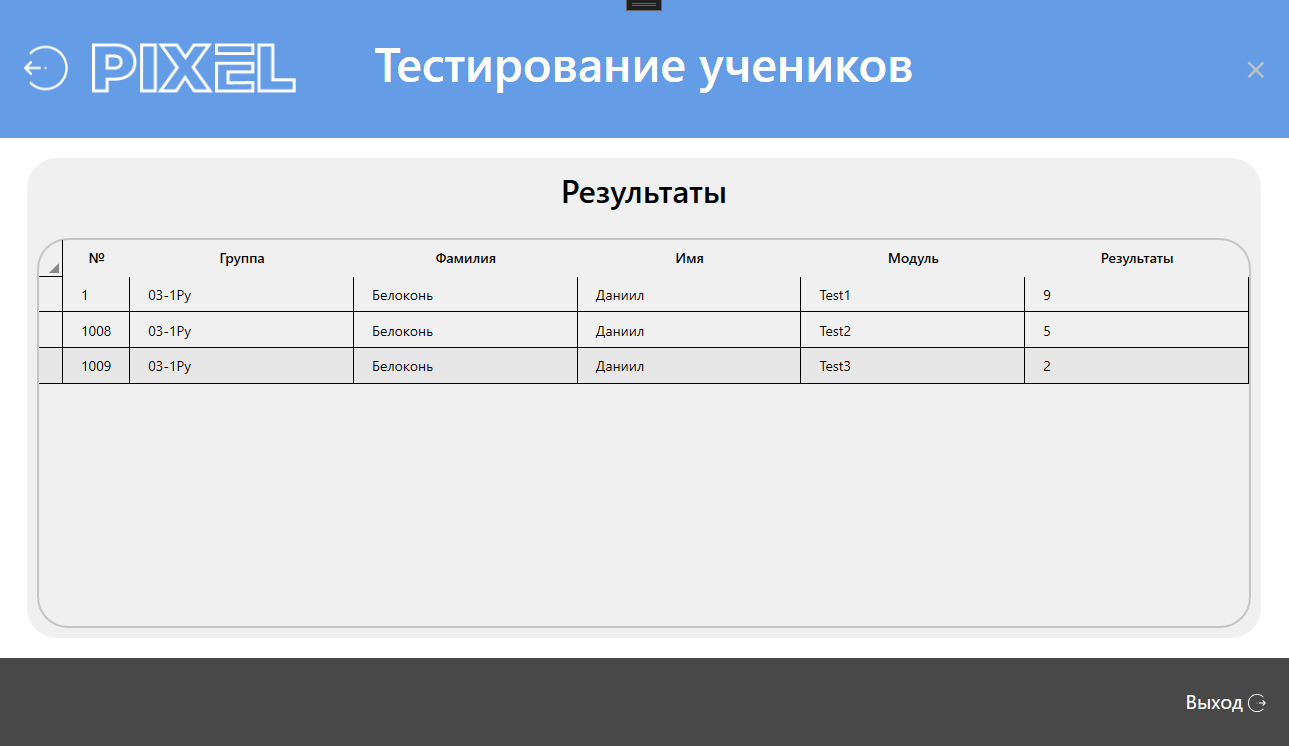 PIXEL Тестирование учеников
Результаты
№ Группа Фамилия Имя Модуль Результаты
1 03-1Ру Белоконь Даниил Test1 9
1008 03-1Ру Белоконь Даниил Test2 5
1009 03-1Ру Белоконь Даниил Test3 2
Выход